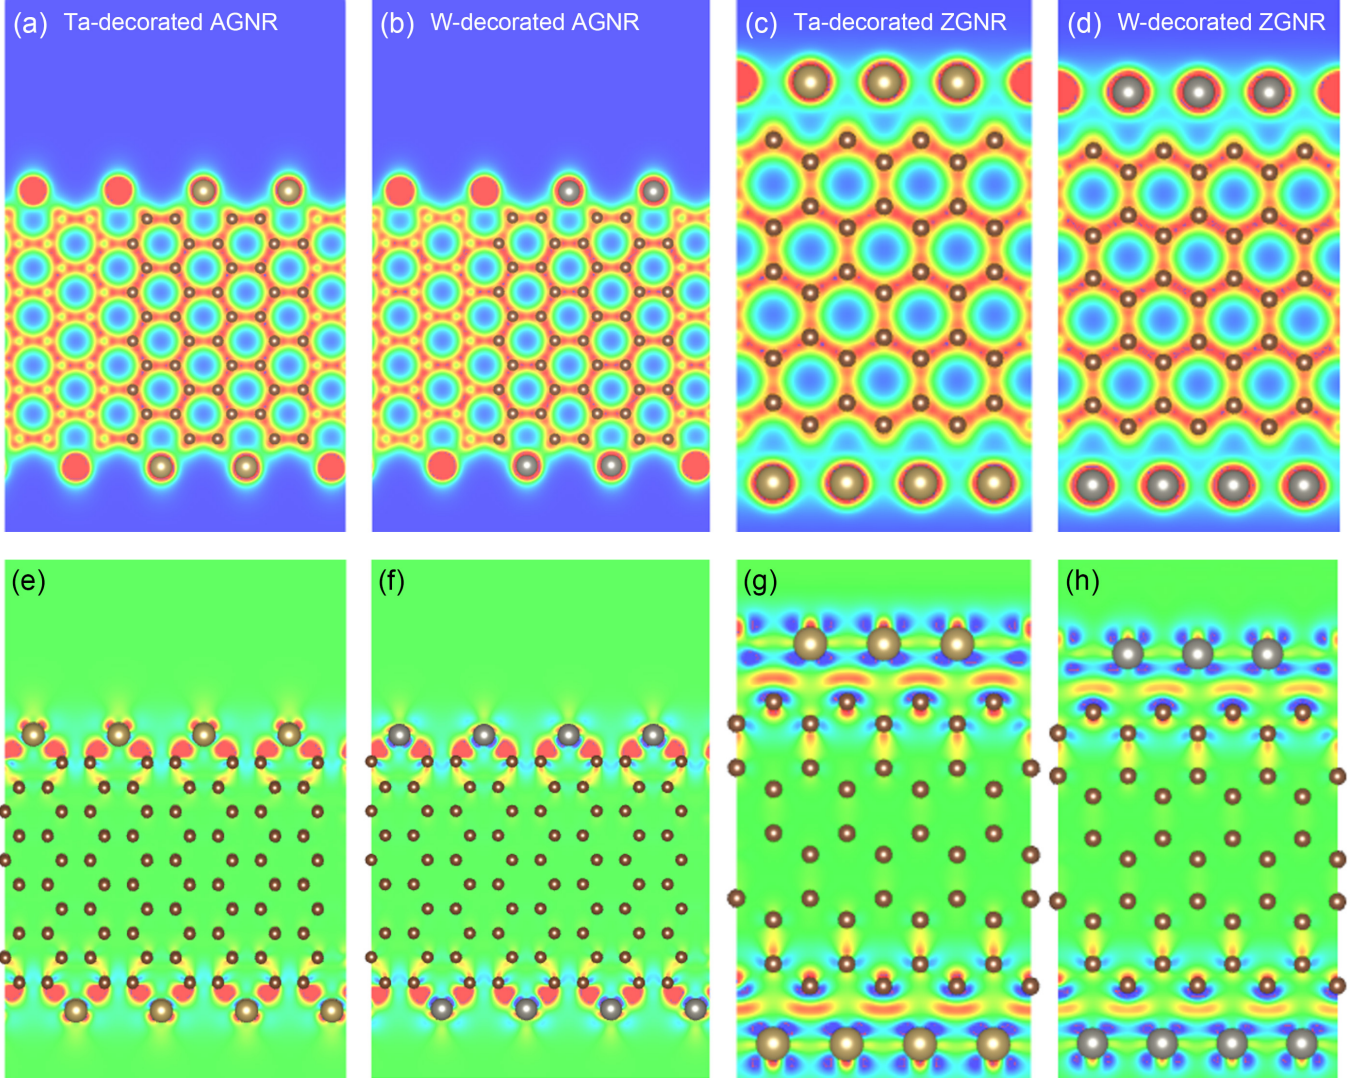 (a) Ta-decorated AGNR
(b) W-decorated AGNR
(c) Ta-decorated ZGNR
(d) W-decorated ZGNR
(e)
(f)
(g)
(h)